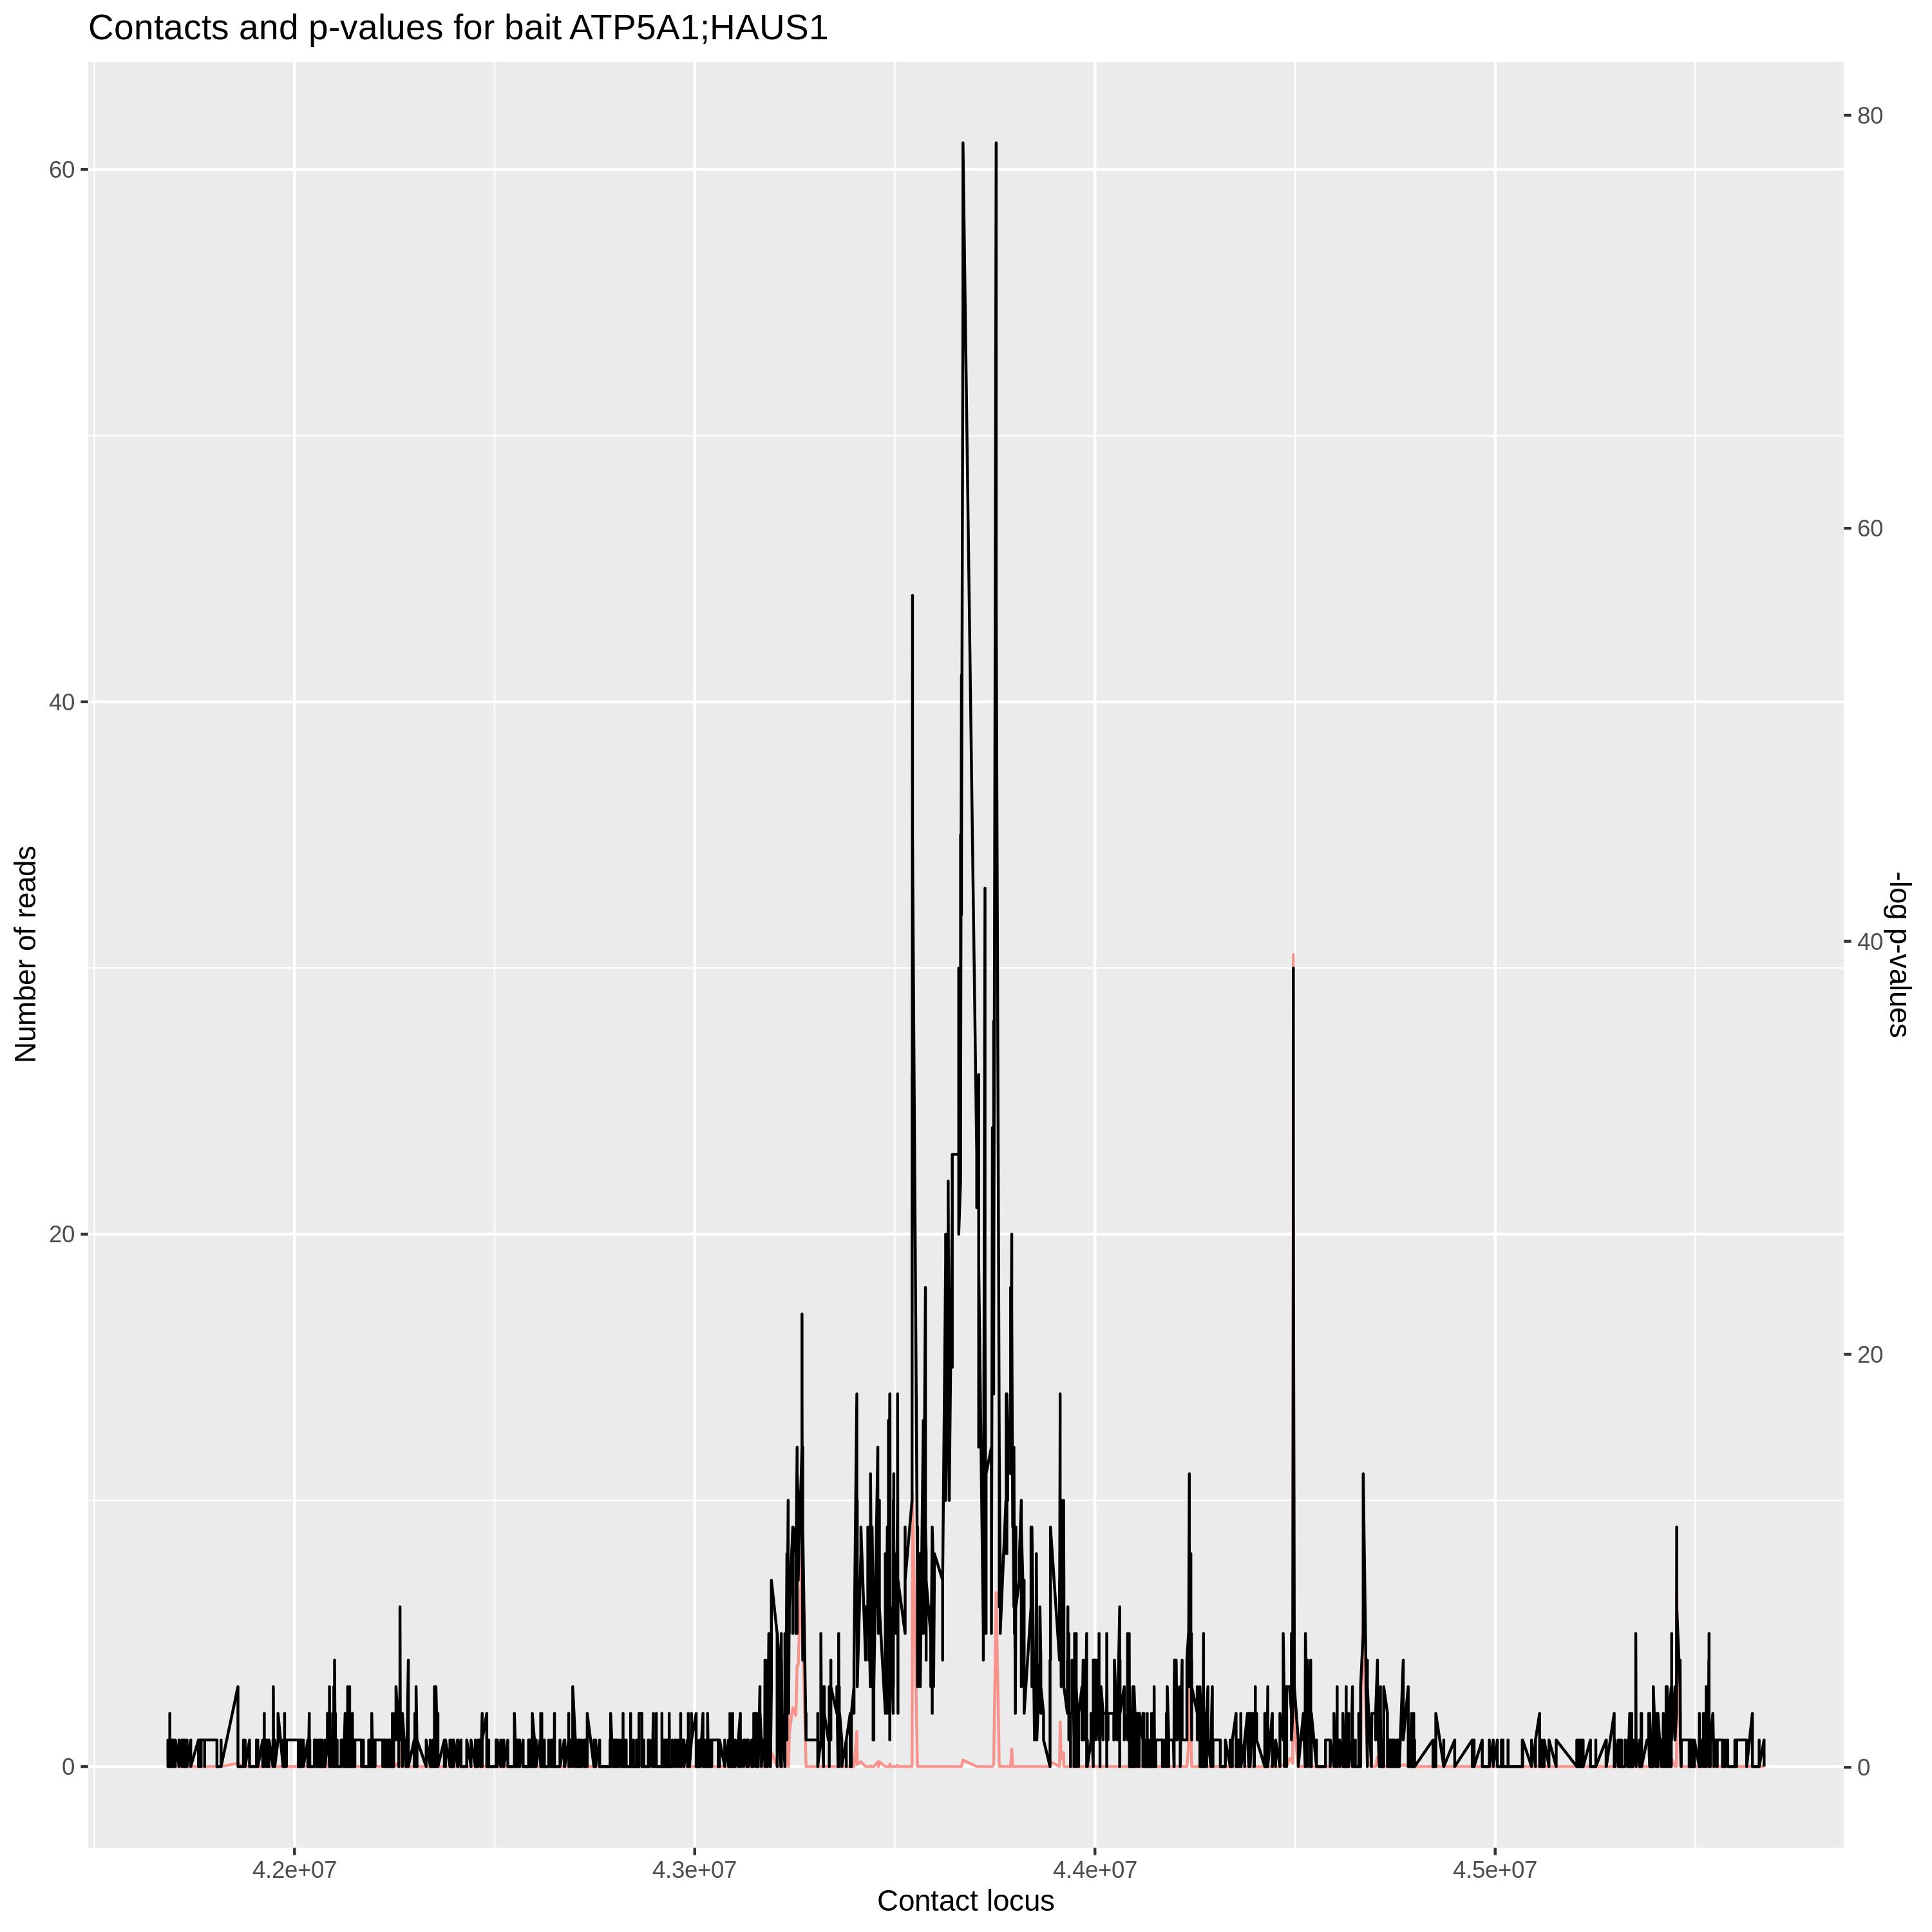 Contacts and p-values for bait ATP5A1;HAUS1
80
60
60
40
40
20
20
0
0
Number of reads
-log p-values
4.2e+07
4.3e+07
4.4e+07
4.5e+07
Contact locus